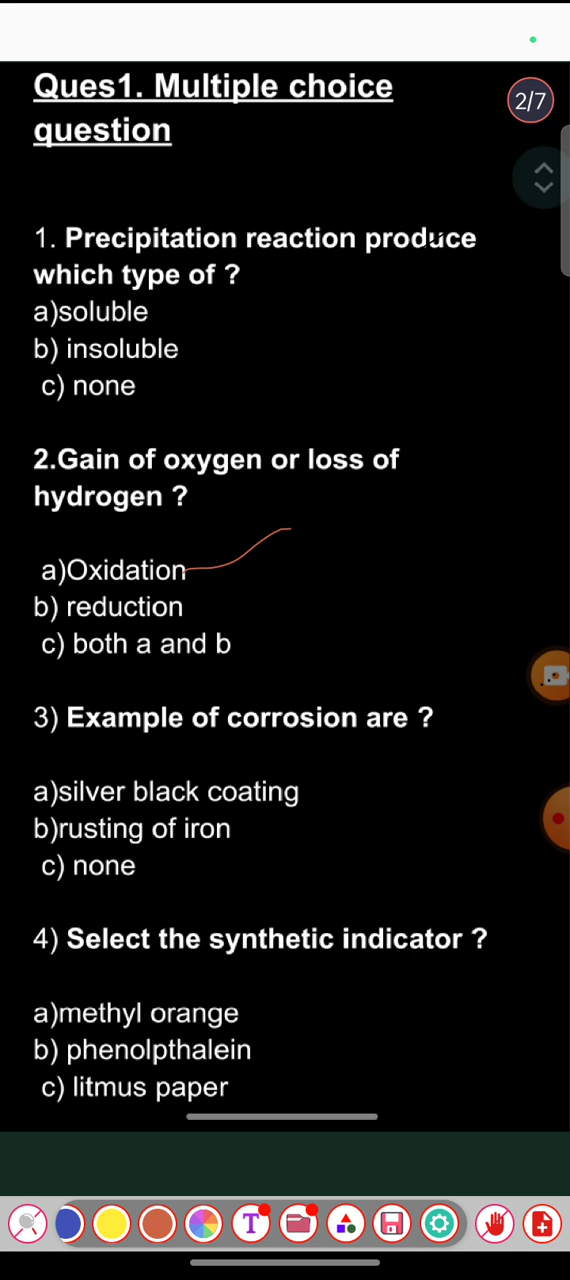 Ques1. Multiple choice
question
2/7
1. Precipitation reaction produce
which type of ?
a)soluble
b) insoluble
c) none
2.Gain of oxygen or loss of
hydrogen ?
a)Oxidation
b) reduction
c) both a and b
3) Example of corrosion are ?
a)silver black coating
b)rusting of iron
c) none
4) Select the synthetic indicator ?
a)methyl orange
b) phenolpthalein
c) litmus paper
T